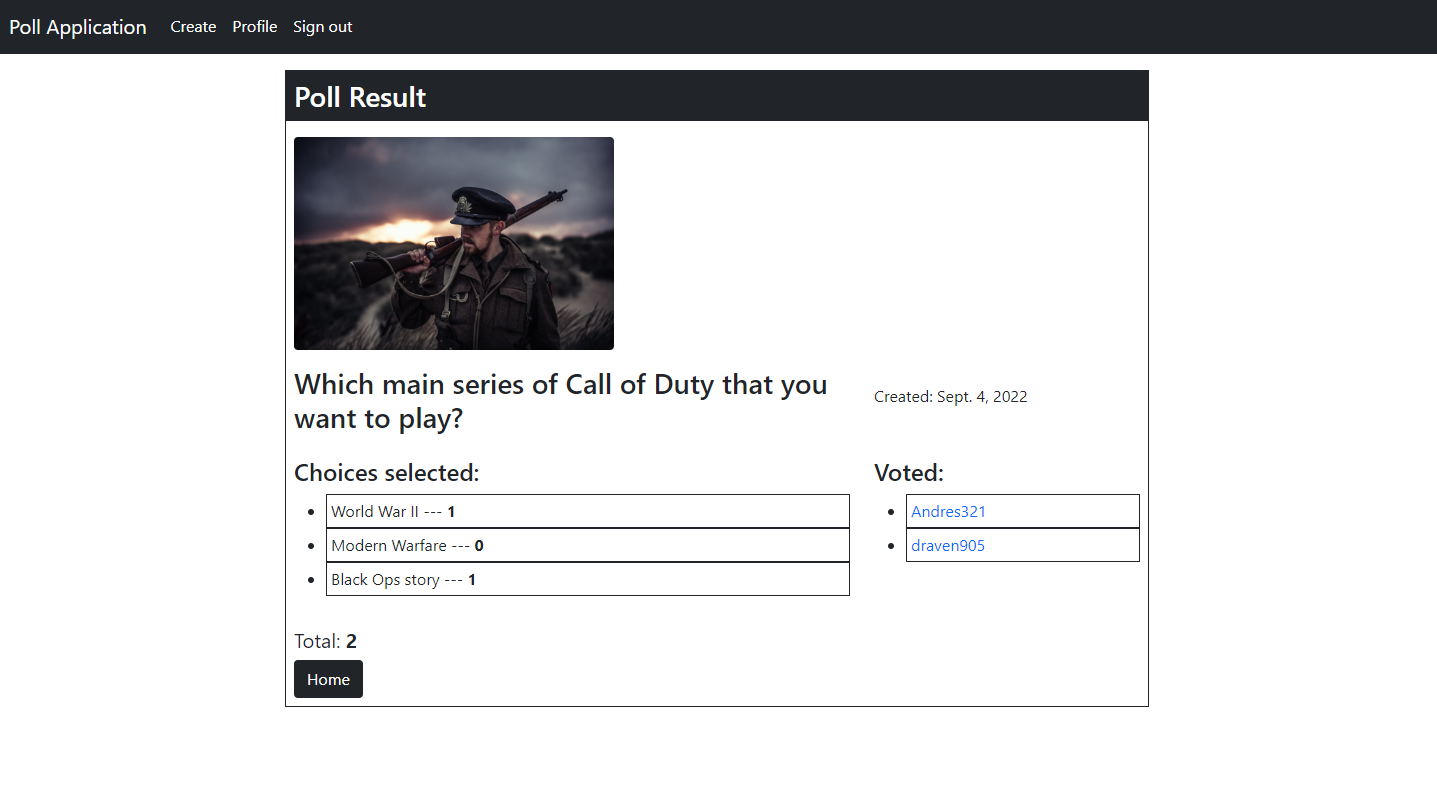 Poll Application Create Profile Sign out
Poll Result
Which main series of Call of Duty that you
want to play?
Created: Sept. 4, 2022
Choices selected:
World War II --- 1
Modern Warfare --- 0
Black Ops story --- 1
Voted:
Andres321
draven905
Total: 2
Home